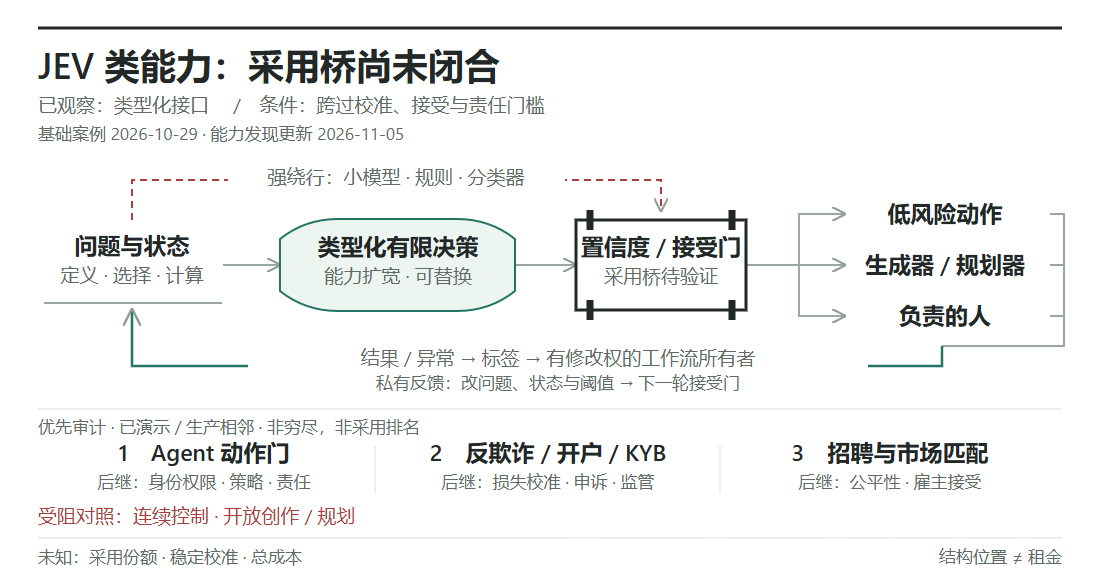 JEV 类能力：采用桥尚未闭合
已观察：类型化接口 / 条件：跨过校准、接受与责任门槛
基础案例 2026-10-29 · 能力发现更新 2026-11-05
强绕行：小模型 · 规则 · 分类器
问题与状态
定义 · 选择 · 计算
类型化有限决策
能力扩宽 · 可替换
置信度 / 接受门
采用桥待验证
低风险动作
生成器 / 规划器
负责的人
结果 / 异常 → 标签 → 有修改权的工作流所有者
私有反馈：改问题、状态与阈值 → 下一轮接受门
优先审计 · 已演示 / 生产相邻 · 非穷尽，非采用排名
1 Agent 动作门
后继：身份权限 · 策略 · 责任
2 反欺诈 / 开户 / KYB
后继：损失校准 · 申诉 · 监管
3 招聘与市场匹配
后继：公平性 · 雇主接受
受阻对照：连续控制 · 开放创作 / 规划
未知：采用份额 · 稳定校准 · 总成本
结构位置 ≠ 租金